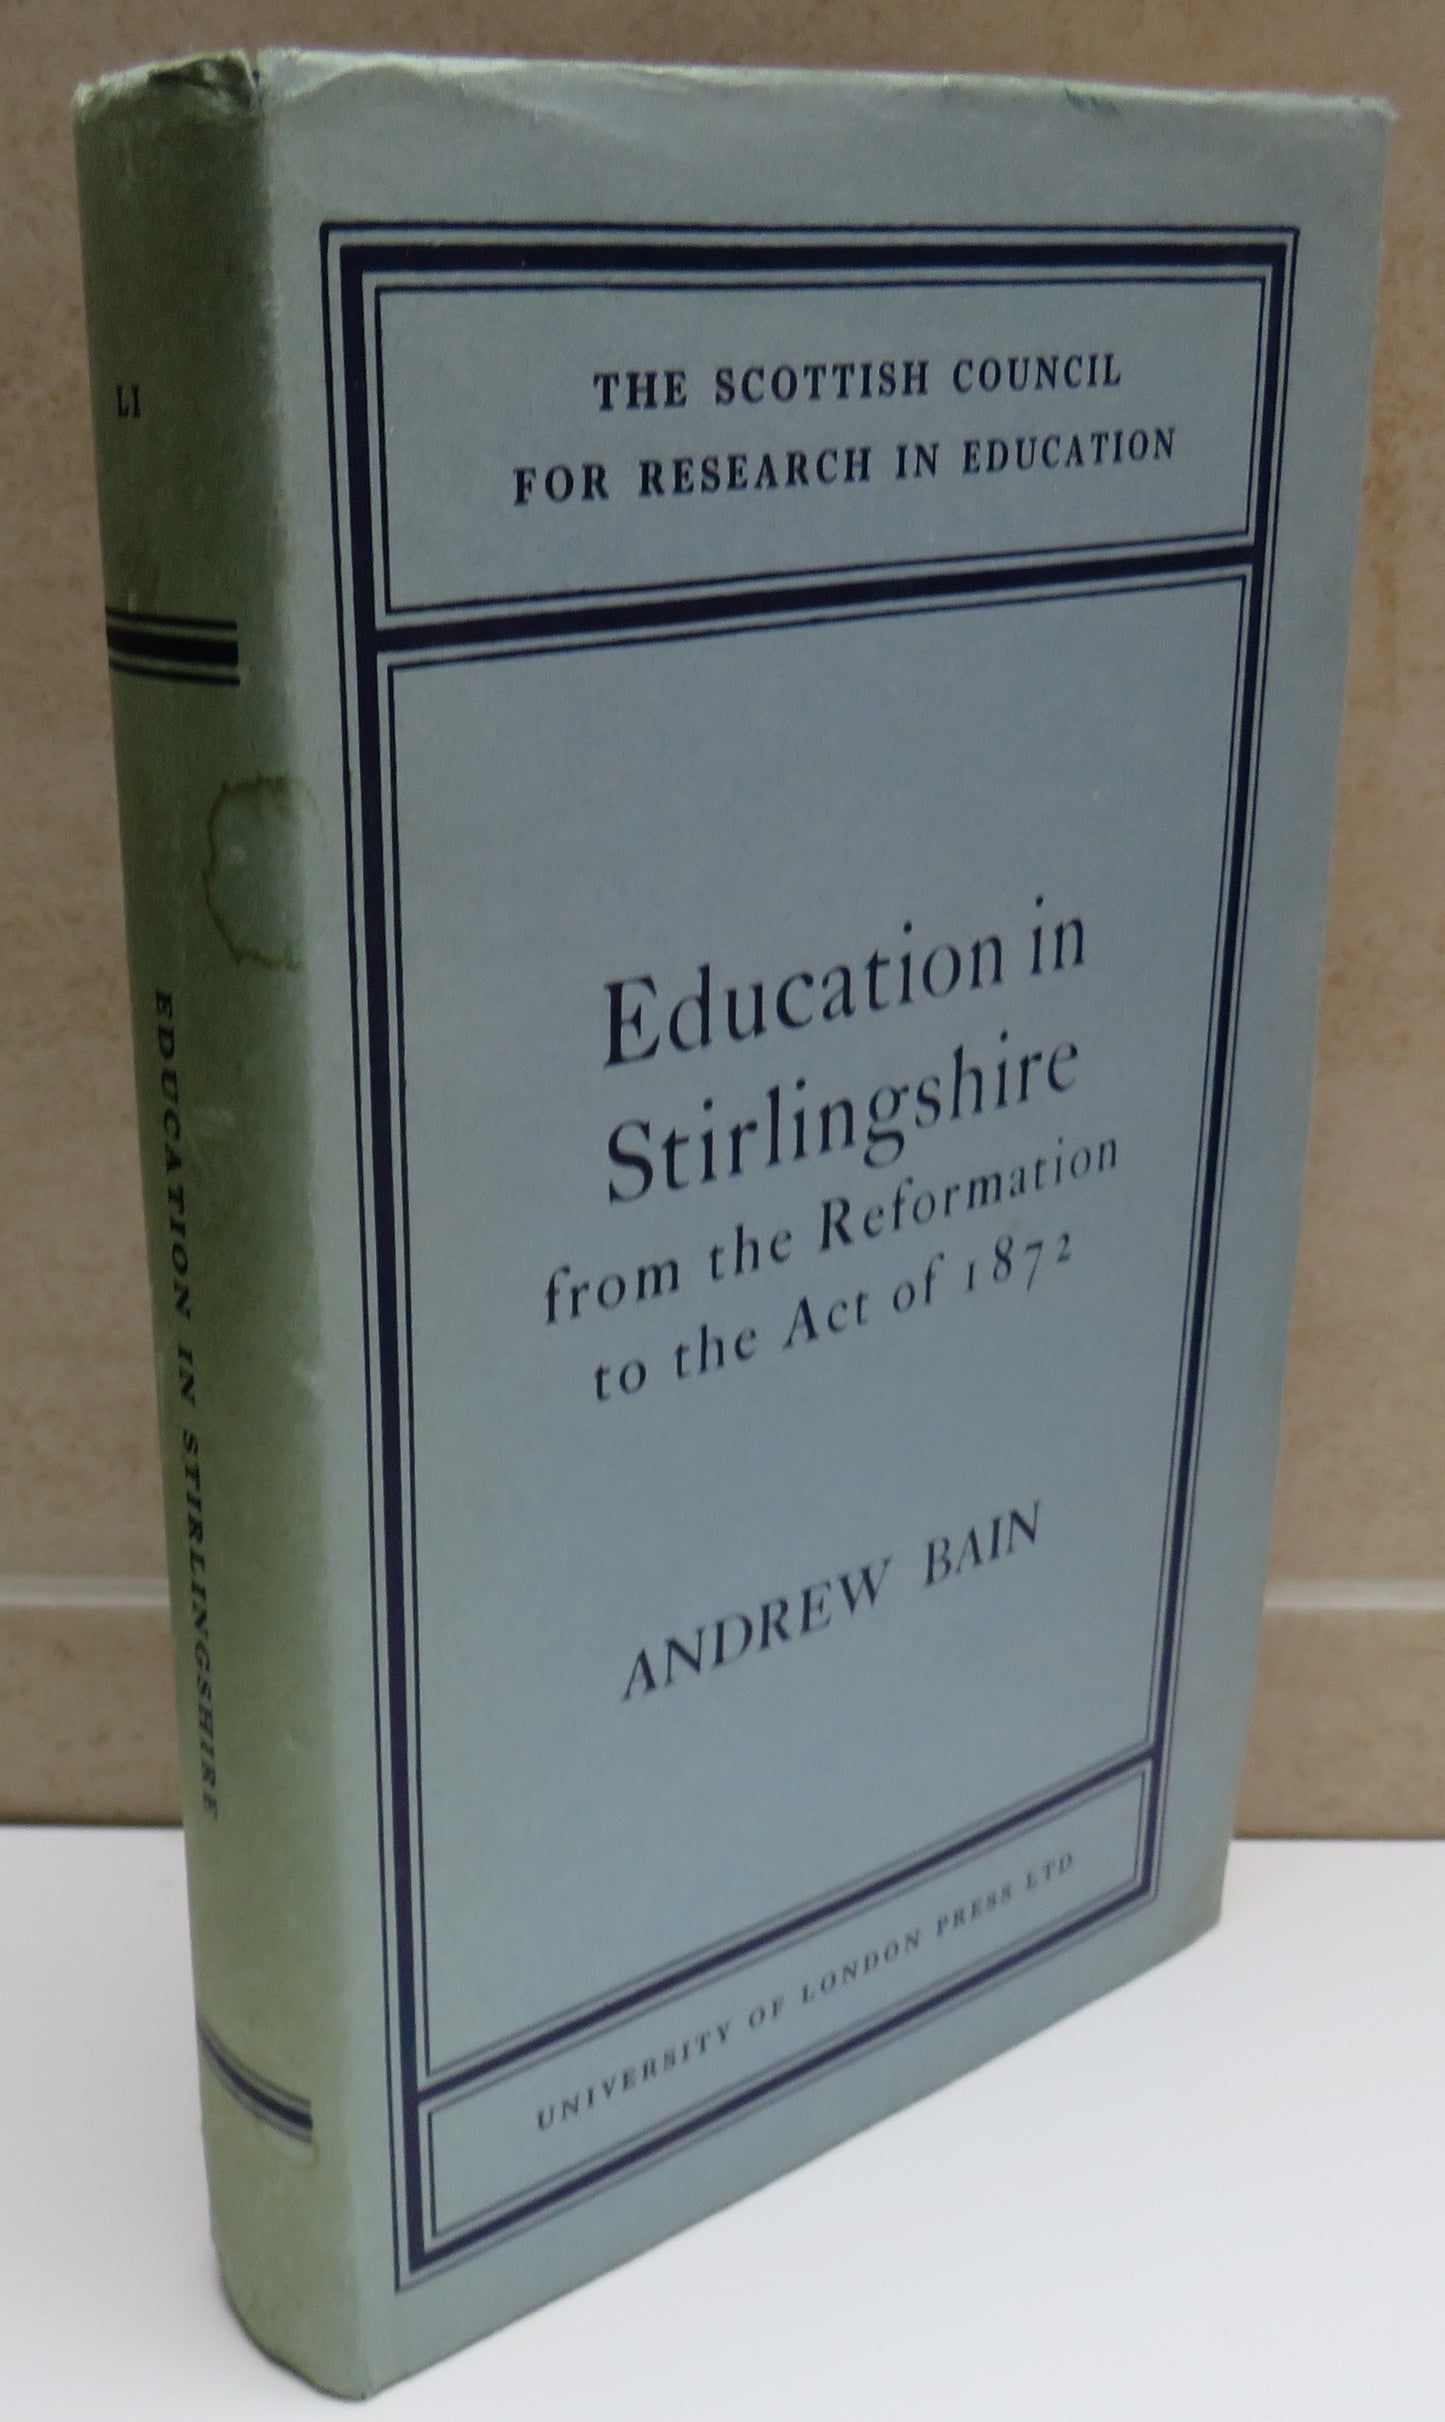 LI
EDUCATION IN STIRLINGSHIRE
THE SCOTTISH COUNCIL
FOR RESEARCH IN EDUCATION
Education in
Stirlingshire
from the Reformation
to the Act of 1872
ANDREW BAIN
UNIVERSITY OF LONDON PRESS LTD